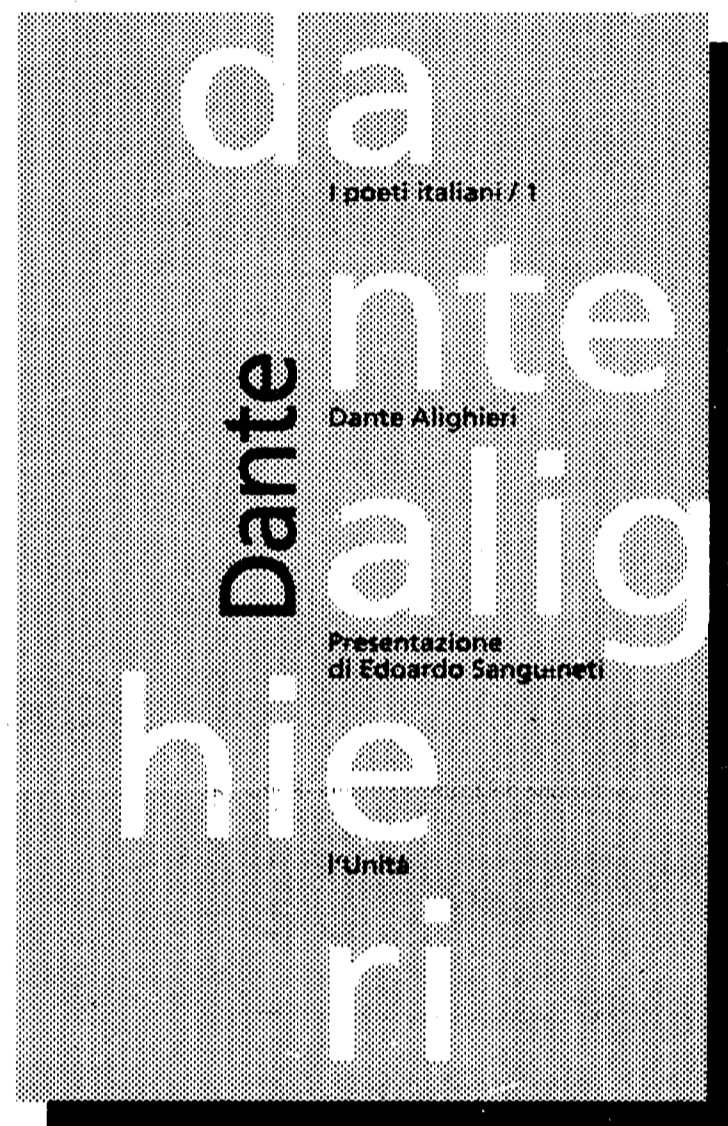 da
I poeti italiani / 1
nte
Dante Alighieri
Dante
alig
Presentazione
di Edoardo Sanguineti
hie
l'Unità
ri